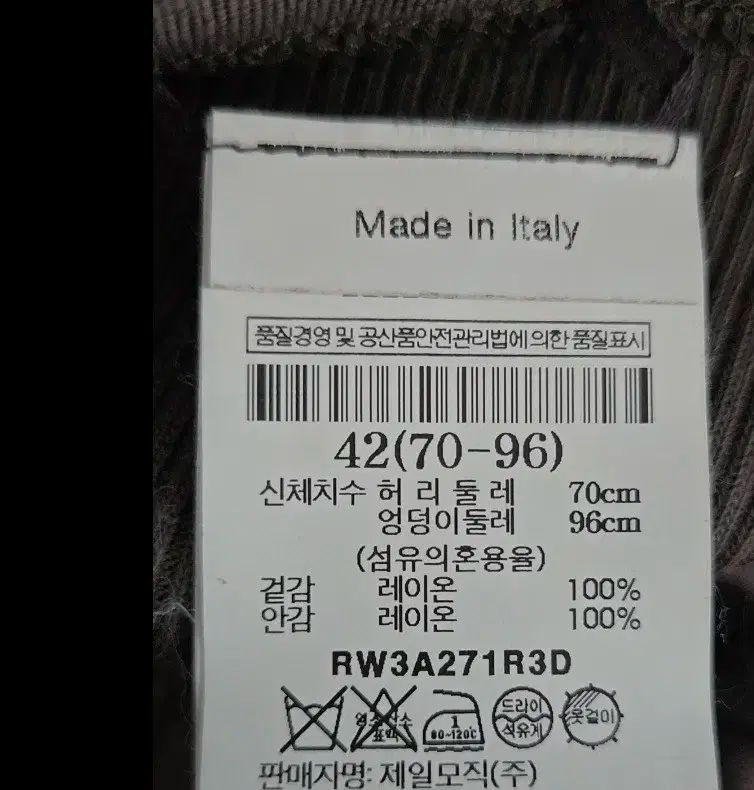 Made in Italy
품질경영 및 공산품안전관리법에 의한 품질표시
42(70-96)
신체치수 허 리 둘 레 70cm
엉덩이둘레 96cm
(섬유의혼용율)
겉감 레이온 100%
안감 레이온 100%
RW3A271R3D
1 80~120℃ 드라이 석유계 옷걸이
판매자명: 제일모직(주)